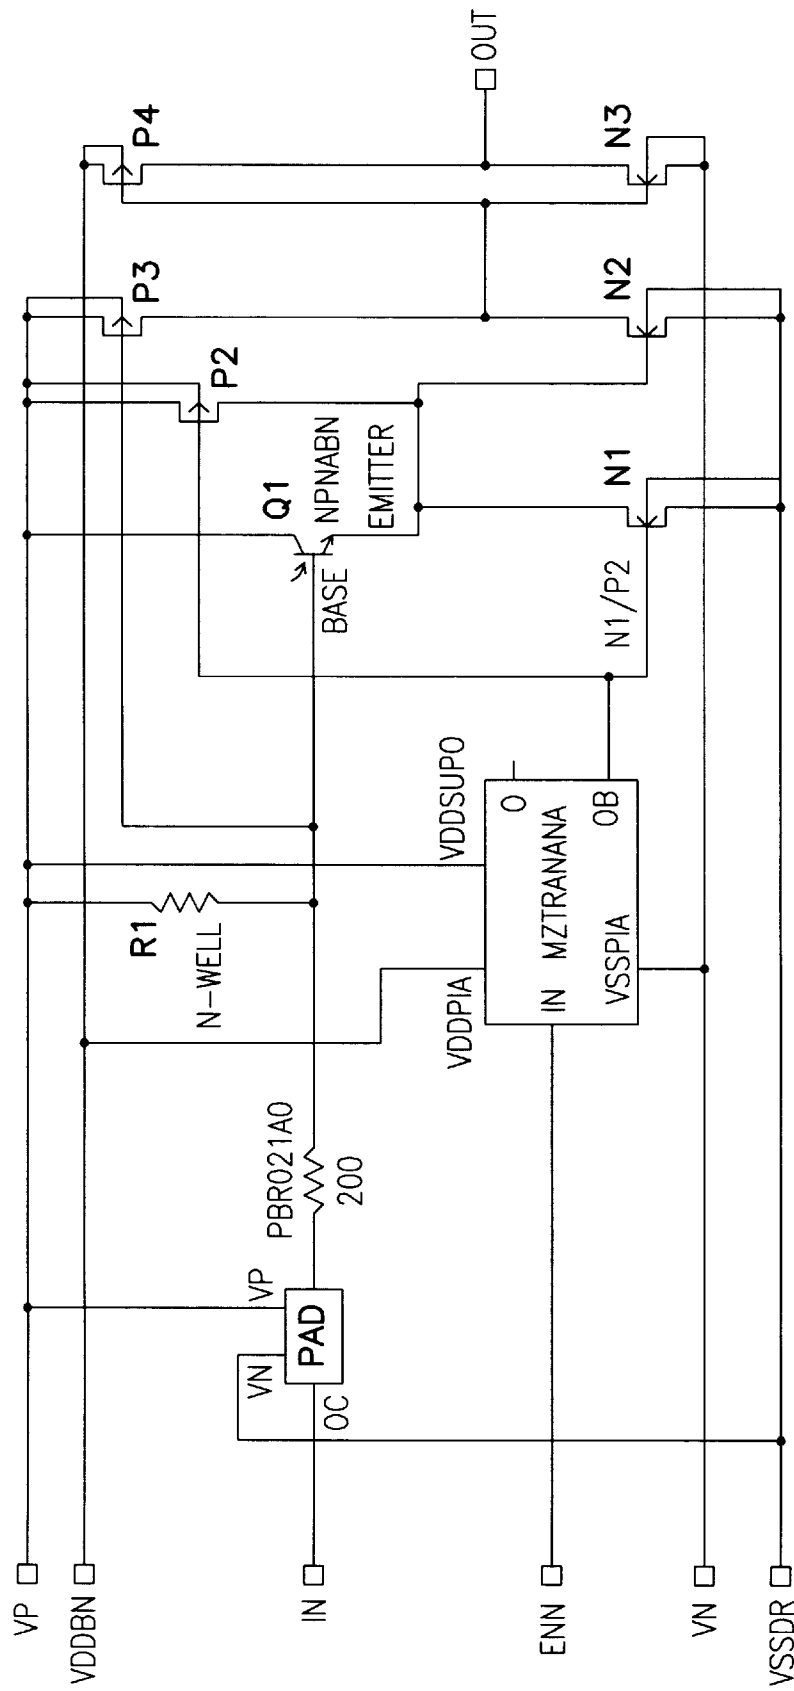 VP
VDDBN
IN
ENN
VN
VSSDR
VN
VP
PAD
OC
PBR021A0
200
R1
N-WELL
VDDPIA
VDDSUPO
IN MZTRANANA
O
OB
VSSPIA
BASE
Q1
NPNABN
EMITTER
N1/P2
P2
P3
P4
N1
N2
N3
OUT